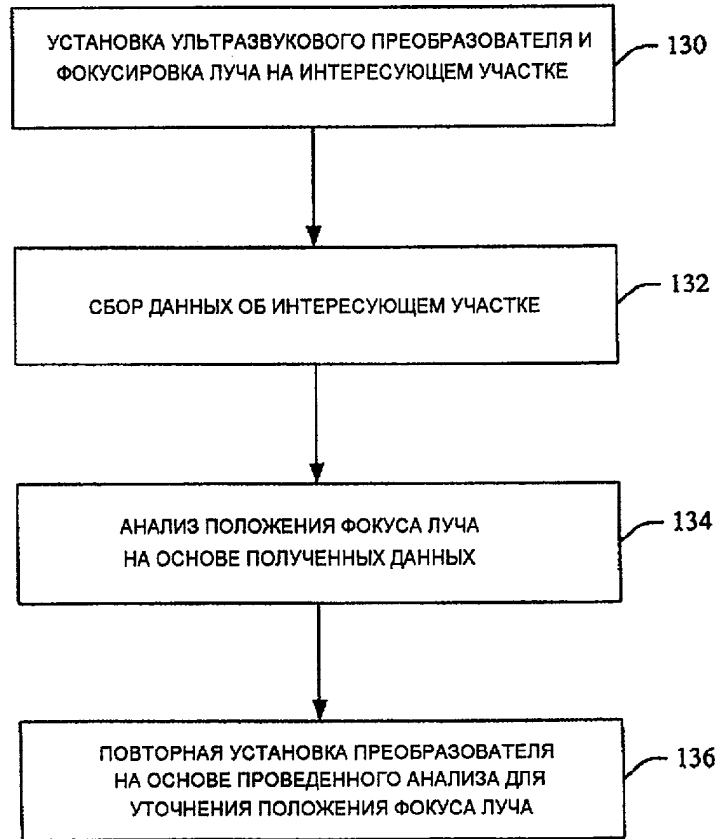 УСТАНОВКА УЛЬТРАЗВУКОВОГО ПРЕОБРАЗОВАТЕЛЯ И
ФОКУСИРОВКА ЛУЧА НА ИНТЕРЕСУЮЩЕМ УЧАСТКЕ
130
СБОР ДАННЫХ ОБ ИНТЕРЕСУЮЩЕМ УЧАСТКЕ
132
АНАЛИЗ ПОЛОЖЕНИЯ ФОКУСА ЛУЧА
НА ОСНОВЕ ПОЛУЧЕННЫХ ДАННЫХ
134
ПОВТОРНАЯ УСТАНОВКА ПРЕОБРАЗОВАТЕЛЯ
НА ОСНОВЕ ПРОВЕДЕННОГО АНАЛИЗА ДЛЯ
УТОЧНЕНИЯ ПОЛОЖЕНИЯ ФОКУСА ЛУЧА
136